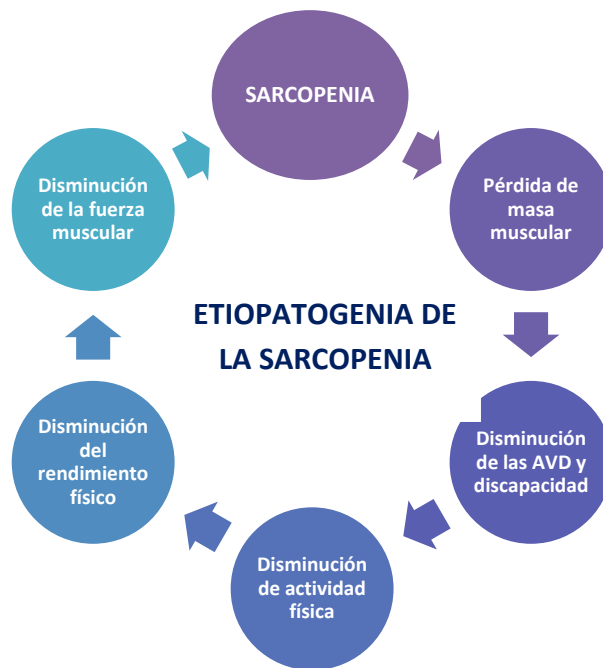 SARCOPENIA
Pérdida de
masa
muscular
Disminución
de las AVD y
discapacidad
Disminución
de actividad
física
Disminución
del
rendimiento
físico
Disminución
de la fuerza
muscular
ETIOPATOGENIA DE
LA SARCOPENIA